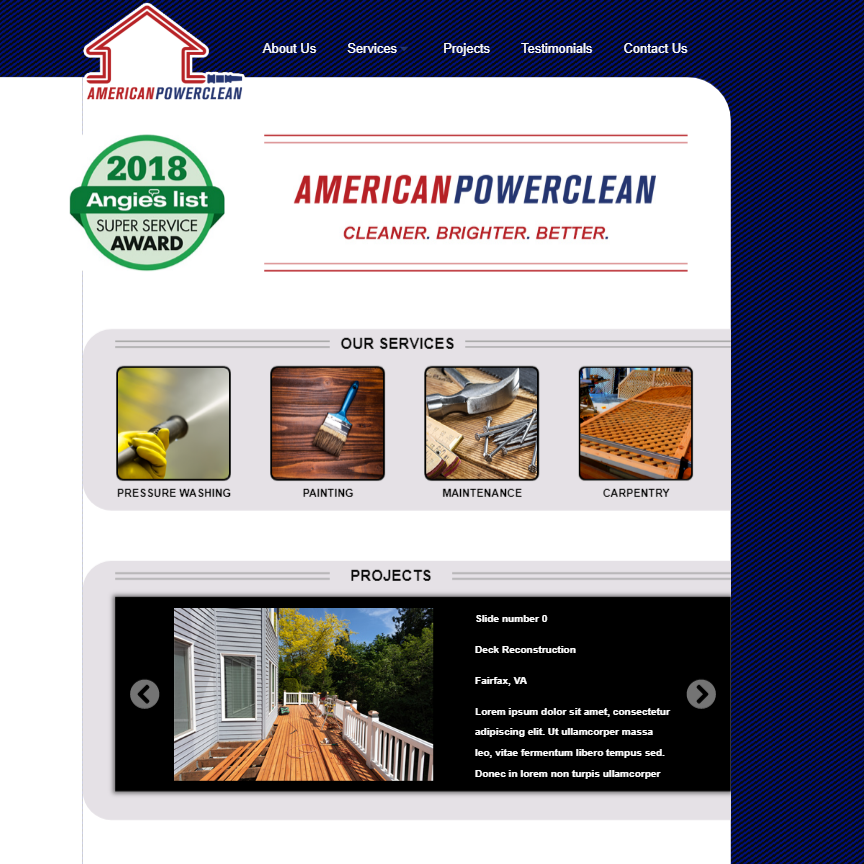 About Us
Services
Projects
Testimonials
Contact Us
AMERICANPOWERCLEAN
2018
Angie's list
SUPER SERVICE
AWARD
AMERICANPOWERCLEAN
CLEANER. BRIGHTER. BETTER.
OUR SERVICES
PRESSURE WASHING
PAINTING
MAINTENANCE
CARPENTRY
PROJECTS
Slide number 0
Deck Reconstruction
Fairfax, VA
Lorem ipsum dolor sit amet, consectetur
adipiscing elit. Ut ullamcorper massa
leo, vitae fermentum libero tempus sed.
Donec in lorem non turpis ullamcorper